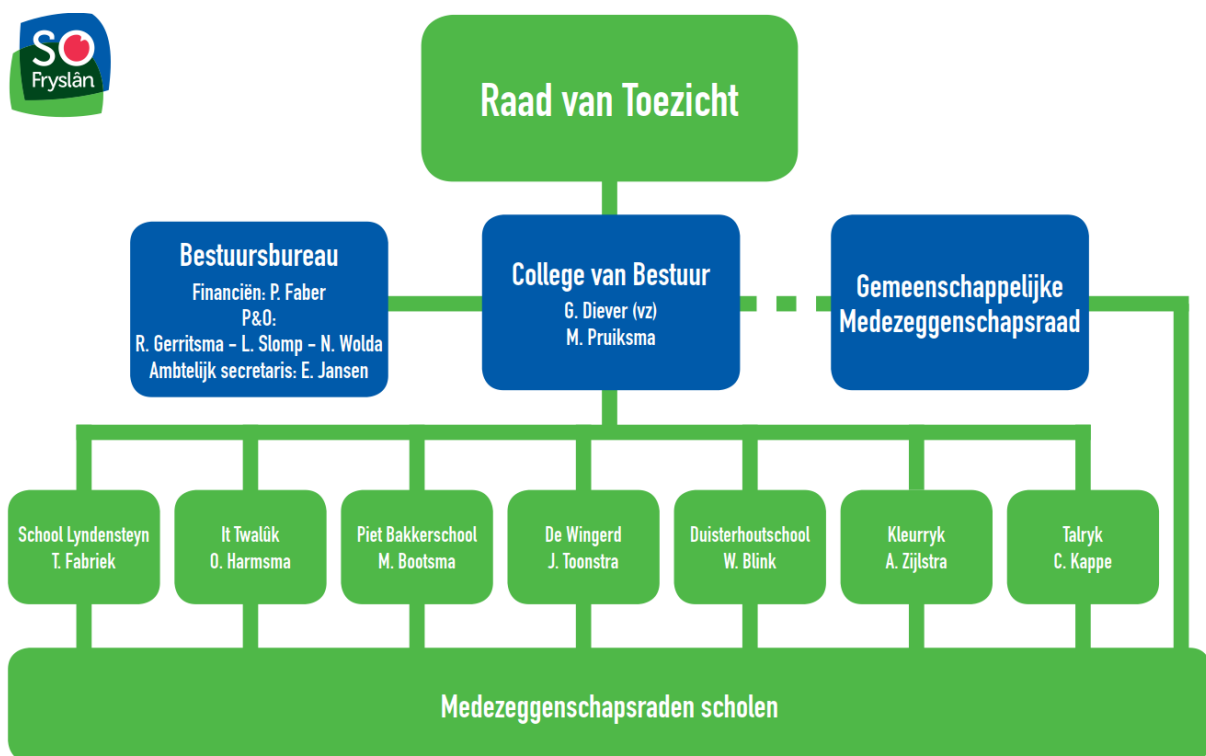 SO
Fryslân
Raad van Toezicht
Bestuursbureau
Financiën: P. Faber
P&O:
R. Gerritsma – L. Slomp – N. Wolda
Ambtelijk secretaris: E. Jansen
College van Bestuur
G. Diever (vz)
M. Pruiksma
Gemeenschappelijke
Medezeggenschapsraad
School Lyndensteyn
T. Fabriek
It Twalûk
O. Harmsma
Piet Bakkerschool
M. Bootsma
De Wingerd
J. Toonstra
Duisterhoutschool
W. Blink
Kleurryk
A. Zijlstra
Talryk
C. Kappe
Medezeggenschapsraden scholen